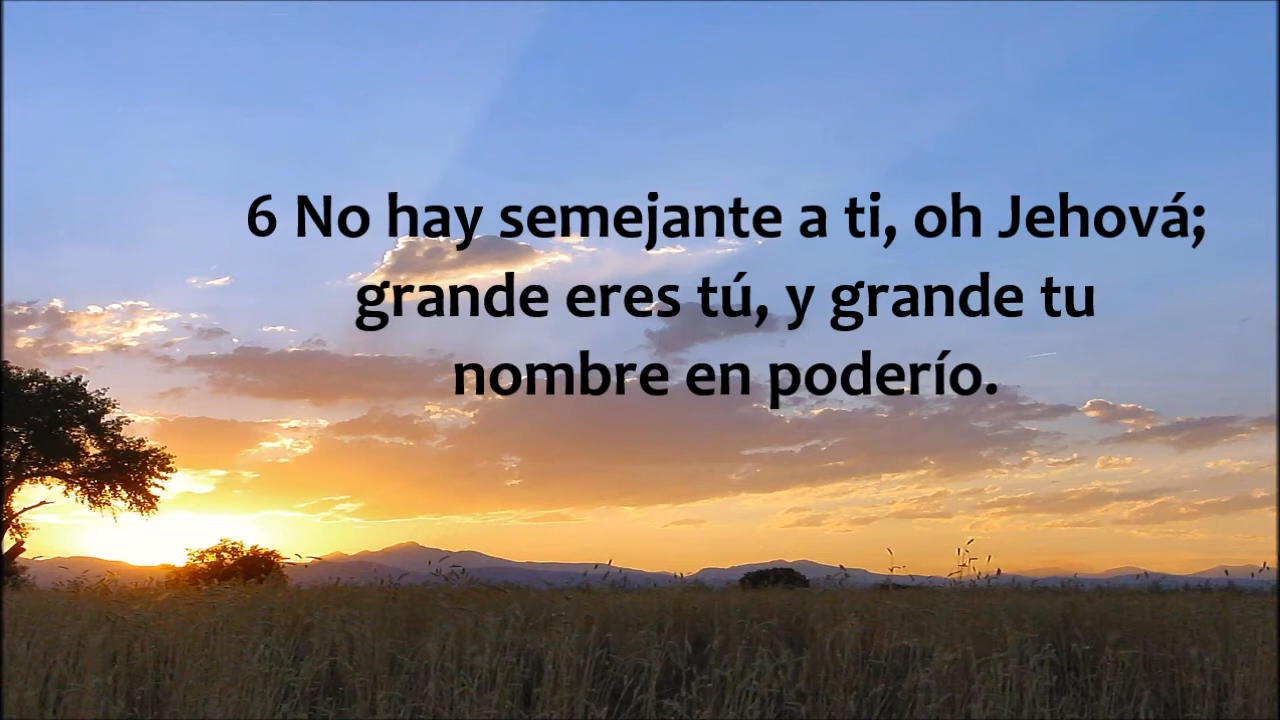 6 No hay semejante a ti, oh Jehová;
grande eres tú, y grande tu
nombre en poderío.